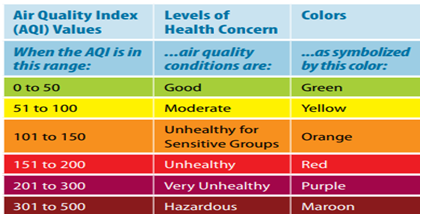 Air Quality Index Levels of Colors
(AQI) Values Health Concern
When the AQI is in ...air quality ...as symbolized
this range: conditions are: by this color:
0 to 50 Good Green
51 to 100 Moderate Yellow
101 to 150 Unhealthy for Sensitive Groups Orange
151 to 200 Unhealthy Red
201 to 300 Very Unhealthy Purple
301 to 500 Hazardous Maroon